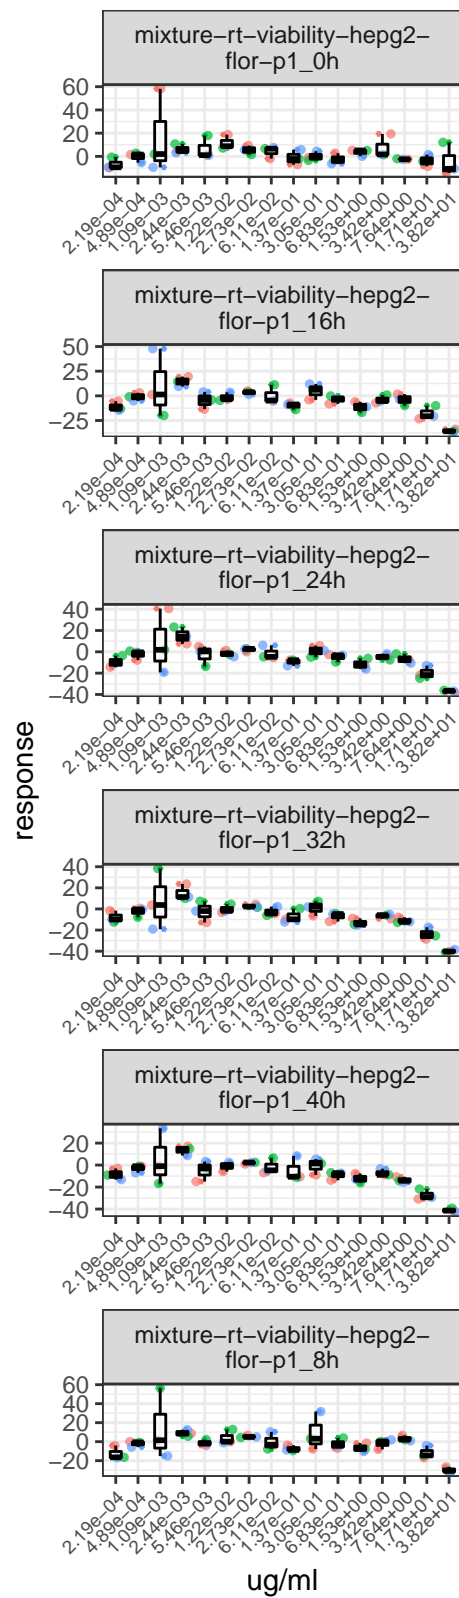 mixture−rt−viability−hepg2−
flor−p1_0h
60
40
20
0
2.19e−04
4.89e−04
1.09e−03
2.44e−03
5.46e−03
1.22e−02
2.73e−02
6.11e−02
1.37e−01
3.05e−01
6.83e−01
1.53e+00
3.42e+00
7.64e+00
1.71e+01
3.82e+01
mixture−rt−viability−hepg2−
flor−p1_16h
50
25
0
−25
2.19e−04
4.89e−04
1.09e−03
2.44e−03
5.46e−03
1.22e−02
2.73e−02
6.11e−02
1.37e−01
3.05e−01
6.83e−01
1.53e+00
3.42e+00
7.64e+00
1.71e+01
3.82e+01
mixture−rt−viability−hepg2−
flor−p1_24h
40
20
0
−20
−40
2.19e−04
4.89e−04
1.09e−03
2.44e−03
5.46e−03
1.22e−02
2.73e−02
6.11e−02
1.37e−01
3.05e−01
6.83e−01
1.53e+00
3.42e+00
7.64e+00
1.71e+01
3.82e+01
response
mixture−rt−viability−hepg2−
flor−p1_32h
40
20
0
−20
−40
2.19e−04
4.89e−04
1.09e−03
2.44e−03
5.46e−03
1.22e−02
2.73e−02
6.11e−02
1.37e−01
3.05e−01
6.83e−01
1.53e+00
3.42e+00
7.64e+00
1.71e+01
3.82e+01
mixture−rt−viability−hepg2−
flor−p1_40h
20
0
−20
−40
2.19e−04
4.89e−04
1.09e−03
2.44e−03
5.46e−03
1.22e−02
2.73e−02
6.11e−02
1.37e−01
3.05e−01
6.83e−01
1.53e+00
3.42e+00
7.64e+00
1.71e+01
3.82e+01
mixture−rt−viability−hepg2−
flor−p1_8h
60
40
20
0
−20
2.19e−04
4.89e−04
1.09e−03
2.44e−03
5.46e−03
1.22e−02
2.73e−02
6.11e−02
1.37e−01
3.05e−01
6.83e−01
1.53e+00
3.42e+00
7.64e+00
1.71e+01
3.82e+01
ug/ml